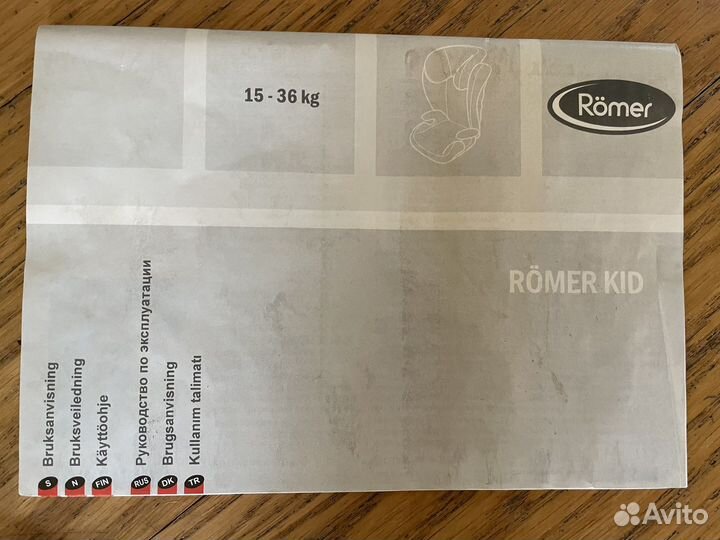 15 - 36 kg
Römer
RÖMER KID
S Bruksanvisning
N Bruksveiledning
FIN Käyttöohje
RUS Руководство по эксплуатации
DK Brugsanvisning
TR Kullanım talimatı
Avito